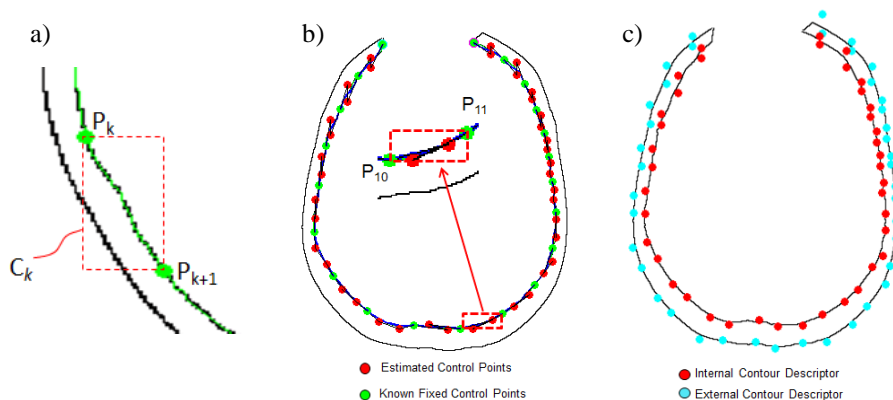 a)
b)
c)
P_k
P_11
P_10
C_k
P_k+1
Estimated Control Points
Known Fixed Control Points
Internal Contour Descriptor
External Contour Descriptor